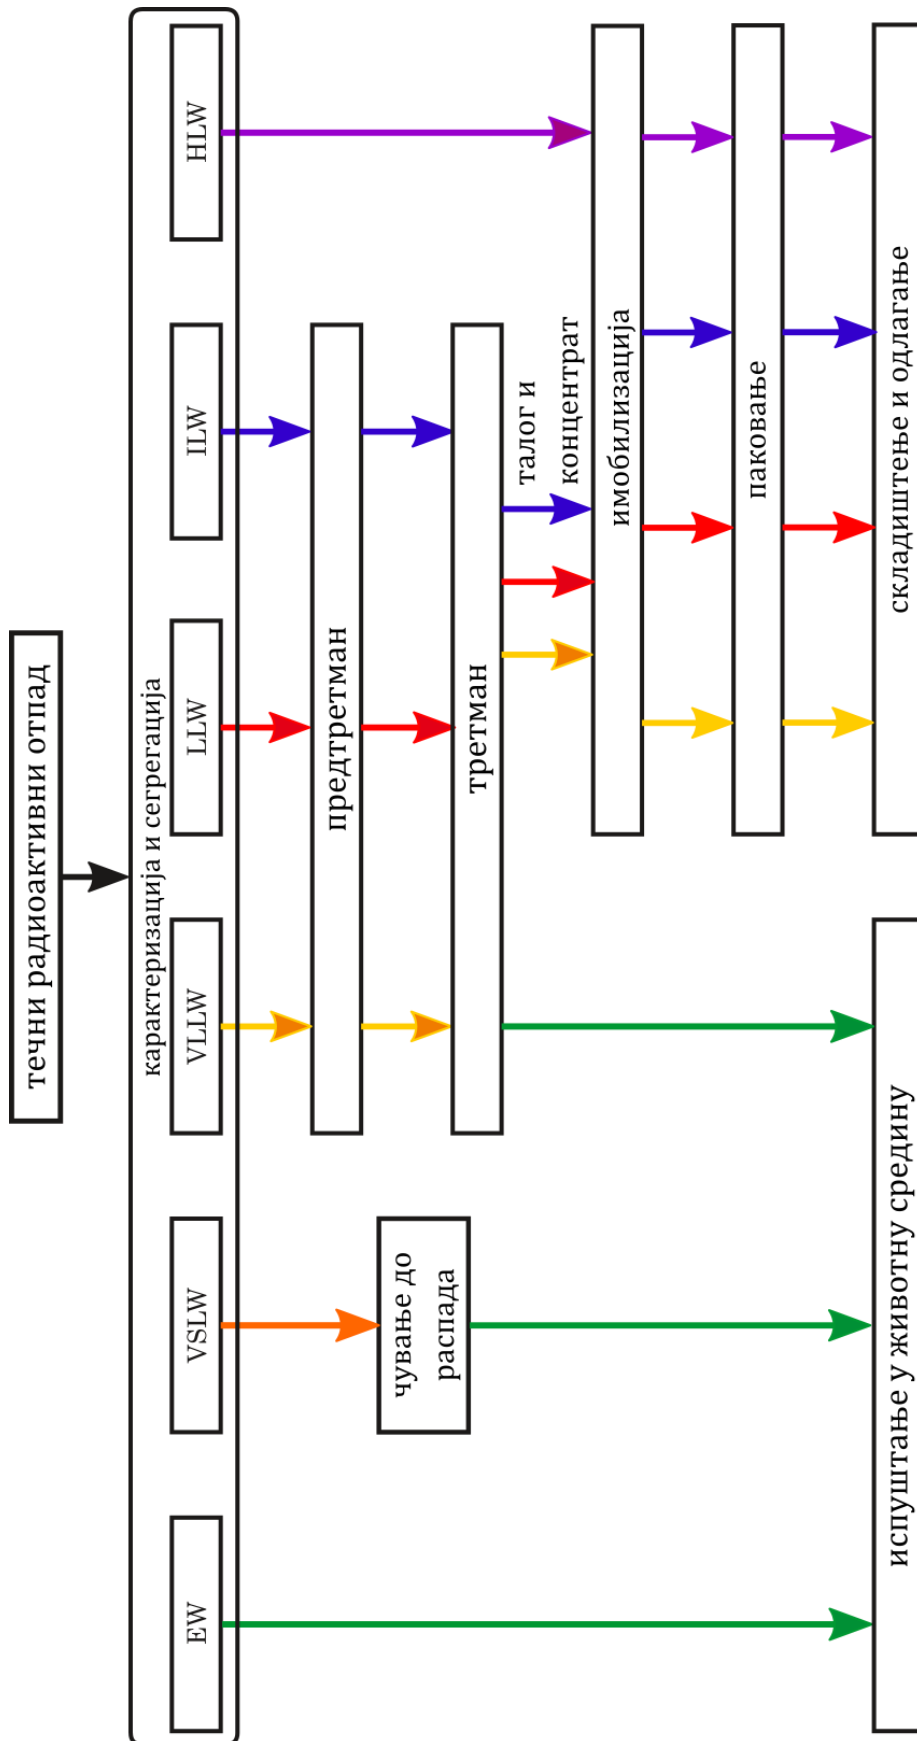 течни радиоактивни отпад
карактеризација и сегрегација
EW
VSLW
VLLW
LLW
ILW
HLW
предтретман
чување до
распада
третман
талог и
концентрат
имобилизација
паковање
испуштање у животну средину
складиштење и одлагање